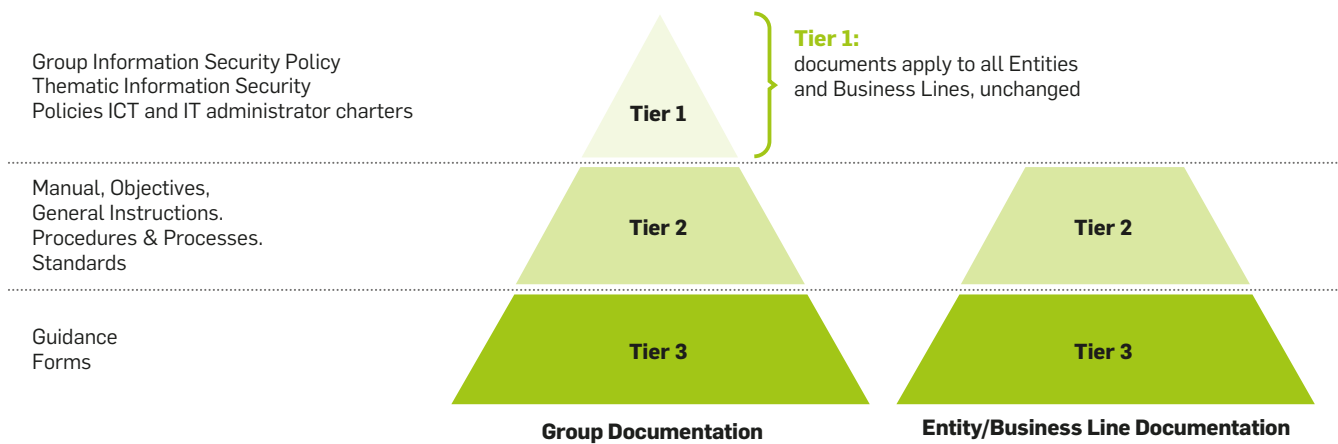 Group Information Security Policy
Thematic Information Security
Policies ICT and IT administrator charters
Tier 1
Tier 1:
documents apply to all Entities
and Business Lines, unchanged
Manual, Objectives,
General Instructions.
Procedures & Processes.
Standards
Tier 2
Tier 2
Guidance
Forms
Tier 3
Tier 3
Group Documentation
Entity/Business Line Documentation